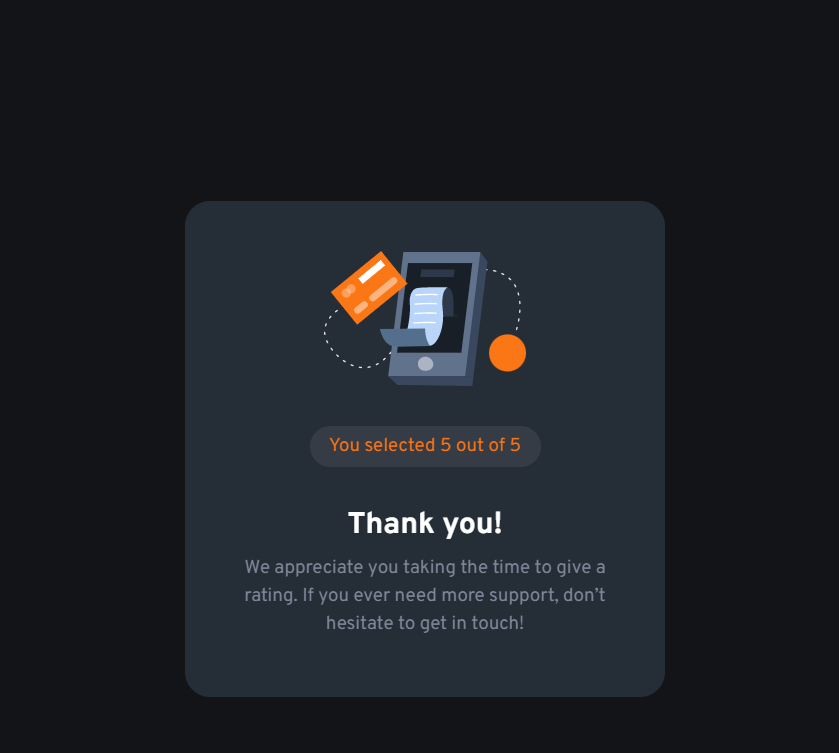 You selected 5 out of 5
Thank you!
We appreciate you taking the time to give a
rating. If you ever need more support, don’t
hesitate to get in touch!